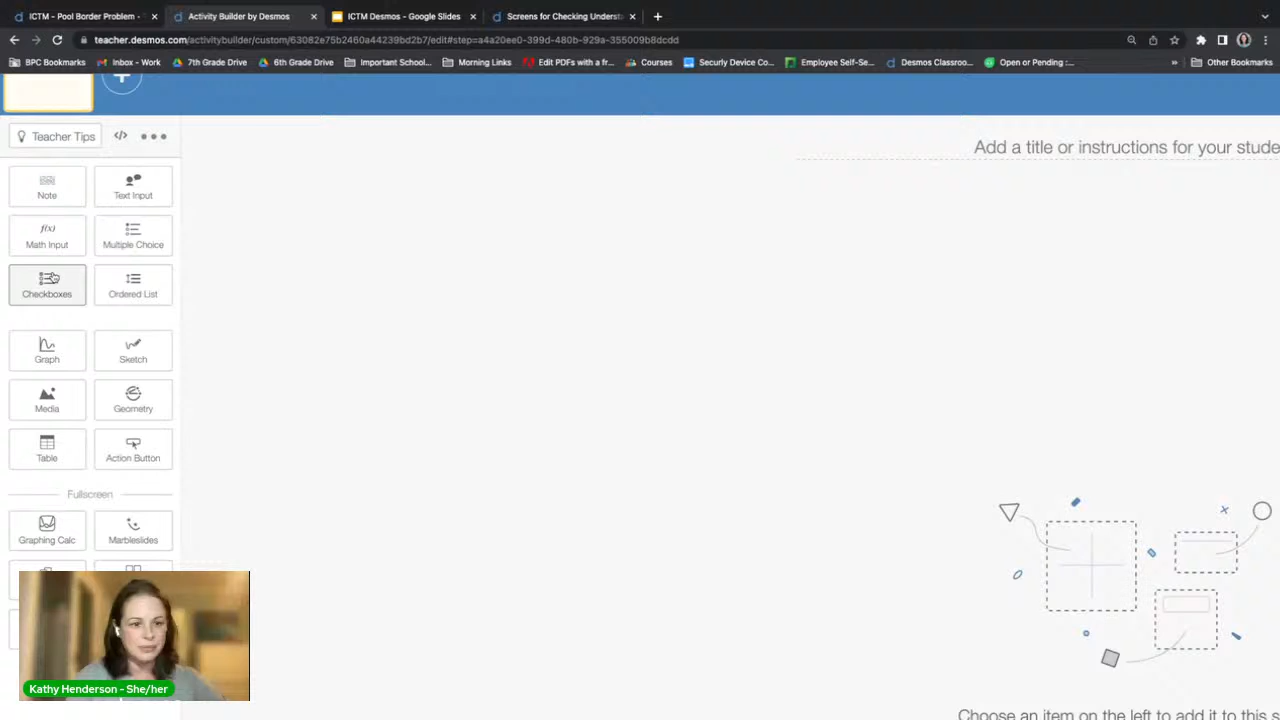 ICTM - Pool Border Problem -
Activity Builder by Desmos
ICTM Desmos - Google Slides
Screens for Checking Understa
teacher.desmos.com/activitybuilder/custom/63082e75b2460a44239bd2b7/edit#step=a4a20ee0-399d-480b-929a-355009b8dcdd
BPC Bookmarks
Inbox - Work
7th Grade Drive
6th Grade Drive
Important School...
Morning Links
Edit PDFs with a fr...
Courses
Securly Device Co...
Employee Self-Se...
Desmos Classroo...
Open or Pending :...
Other Bookmarks
Teacher Tips
Add a title or instructions for your stude
Note
Text Input
Math Input
Multiple Choice
Checkboxes
Ordered List
Graph
Sketch
Media
Geometry
Table
Action Button
Fullscreen
Graphing Calc
Marbleslides
Kathy Henderson - She/her
Choose an item on the left to add it to this s